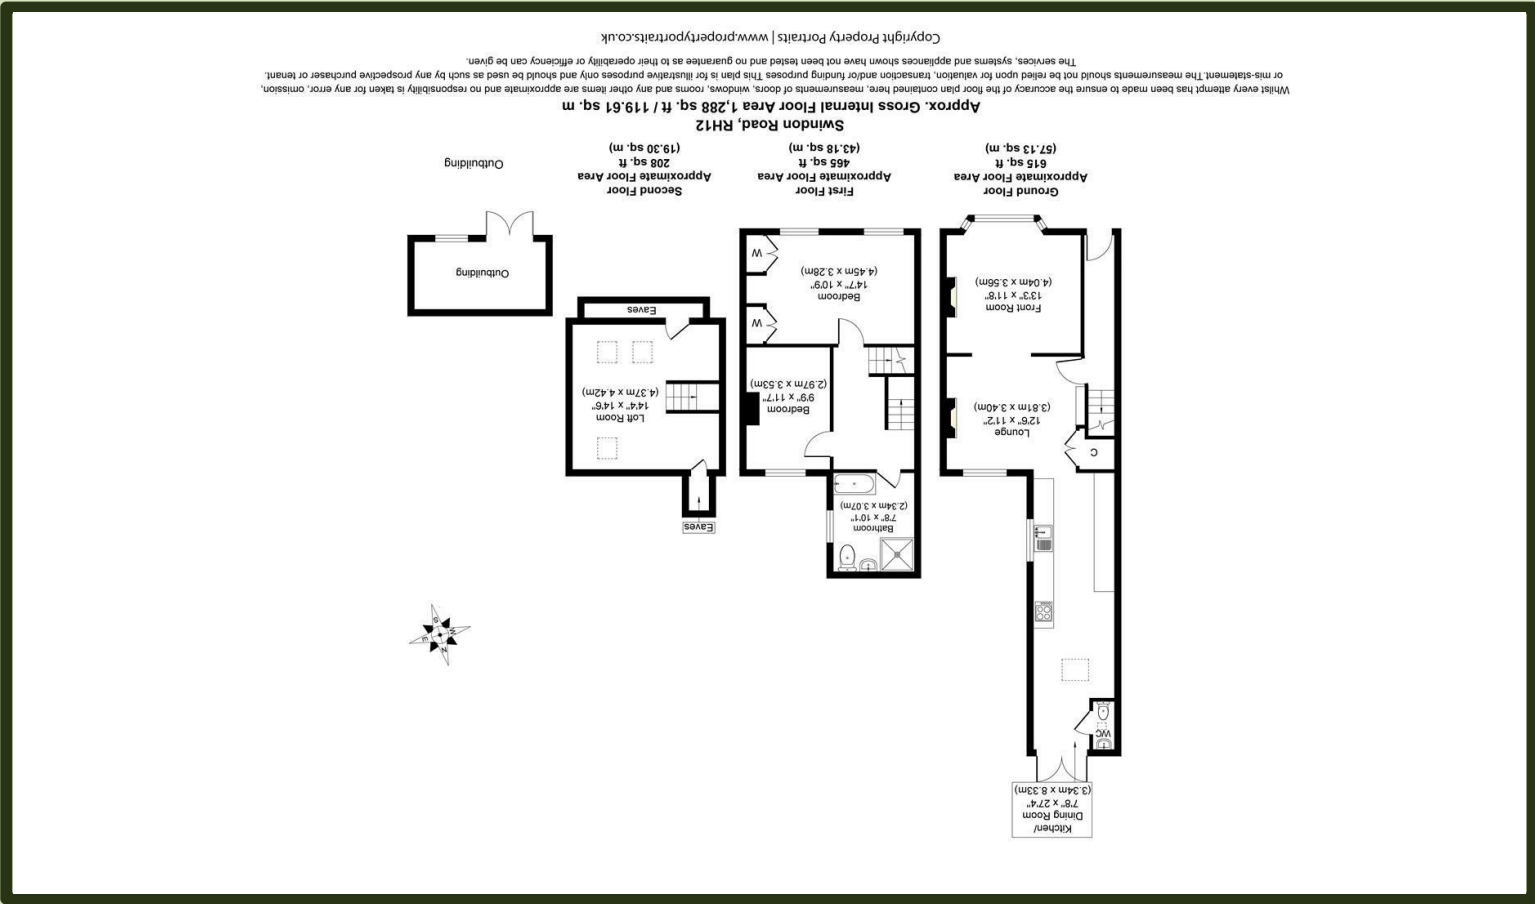 Kitchen/
Dining Room
7'8" x 27'4"
(3.34m x 8.33m)
WC
C
Lounge
12'6" x 11'2"
(3.81m x 3.40m)
Front Room
13'3" x 11'8"
(4.04m x 3.56m)
Ground Floor
Approximate Floor Area
615 sq. ft
(57.13 sq. m)
Bathroom
7'8" x 10'1"
(2.34m x 3.07m)
Bedroom
9'9" x 11'7"
(2.97m x 3.53m)
Bedroom
14'7" x 10'9"
(4.45m x 3.28m)
W
W
First Floor
Approximate Floor Area
465 sq. ft
(43.18 sq. m)
Eaves
Loft Room
14'4" x 14'6"
(4.37m x 4.42m)
Eaves
Second Floor
Approximate Floor Area
208 sq. ft
(19.30 sq. m)
N
W
E
S
Outbuilding
Outbuilding
Swindon Road, RH12
Approx. Gross Internal Floor Area 1,288 sq. ft / 119.61 sq. m
Whilst every attempt has been made to ensure the accuracy of the floor plan contained here, measurements of doors, windows, rooms and any other items are approximate and no responsibility is taken for any error, omission,
or mis-statement. The measurements should not be relied upon for valuation, transaction and/or funding purposes This plan is for illustrative purposes only and should be used as such by any prospective purchaser or tenant.
The services, systems and appliances shown have not been tested and no guarantee as to their operability or efficiency can be given.
Copyright Property Portraits | www.propertyportraits.co.uk